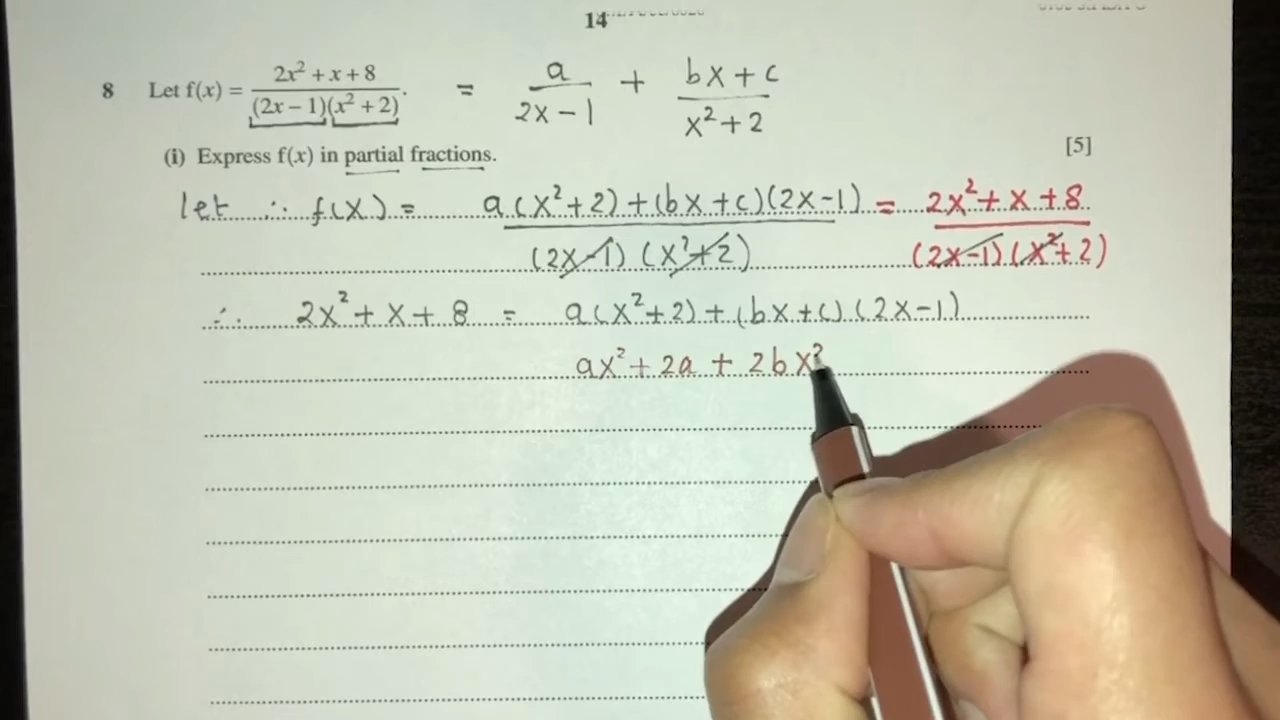 14
8 Let f(x) = (2x² + x + 8)/((2x – 1)(x² + 2)). = a/(2x – 1) + (bx + c)/(x² + 2)
(i) Express f(x) in partial fractions. [5]
let ∴ f(x) = (a(x²+2) + (bx+c)(2x–1))/((2x–1)(x²+2)) = (2x² + x + 8)/((2x–1)(x²+2))
∴ 2x² + x + 8 = a(x²+2) + (bx+c)(2x–1)
ax² + 2a + 2bx²